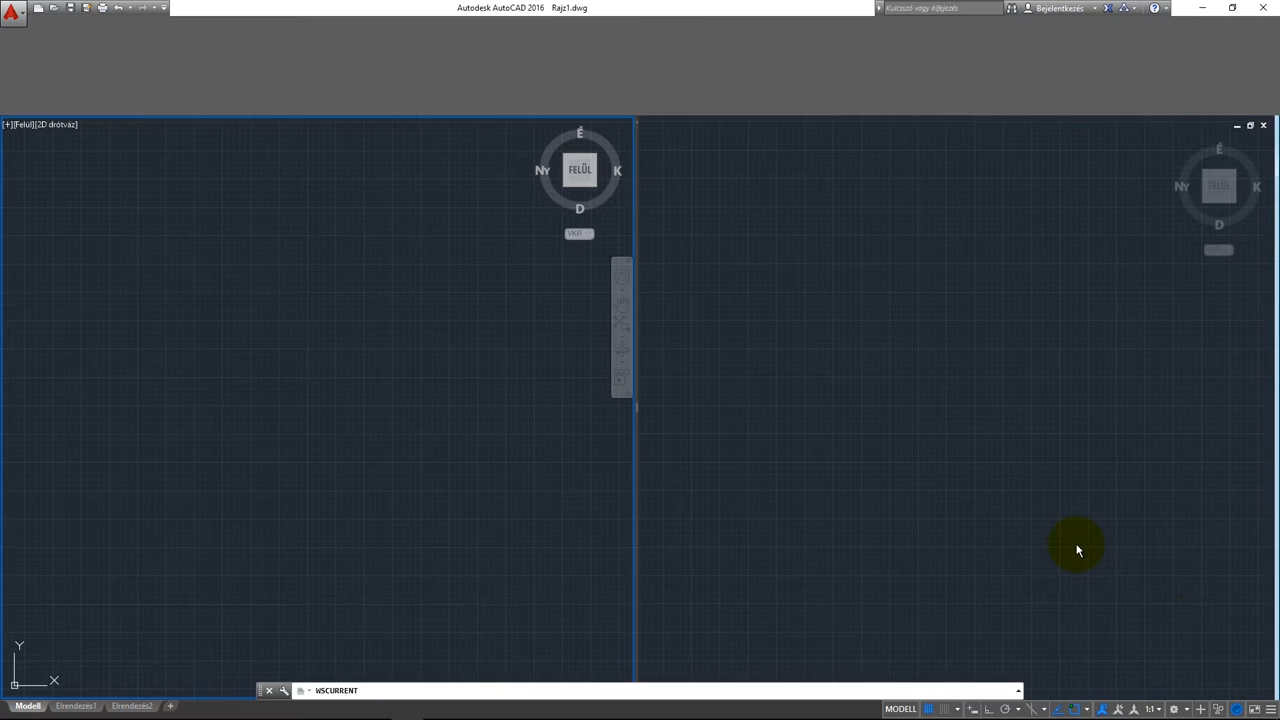 Autodesk AutoCAD 2016 Rajz1.dwg
Kulcsszó vagy kifejezés
Bejelentkezés
[+][Felül][2D drótváz]
É
Ny FELÜL K
D
VKR
É
Ny FELÜL K
D
Y
X
WSCURRENT
Modell Elrendezés1 Elrendezés2 +
MODELL 1:1